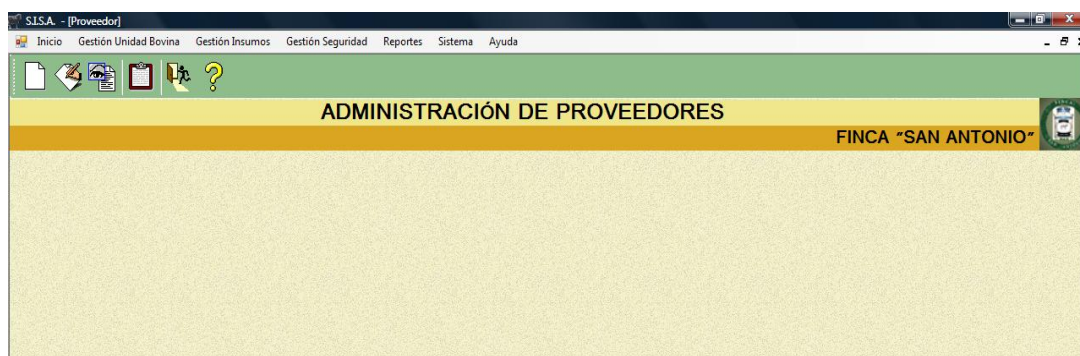 S.I.S.A. - [Proveedor]
Inicio Gestión Unidad Bovina Gestión Insumos Gestión Seguridad Reportes Sistema Ayuda
ADMINISTRACIÓN DE PROVEEDORES
FINCA "SAN ANTONIO"